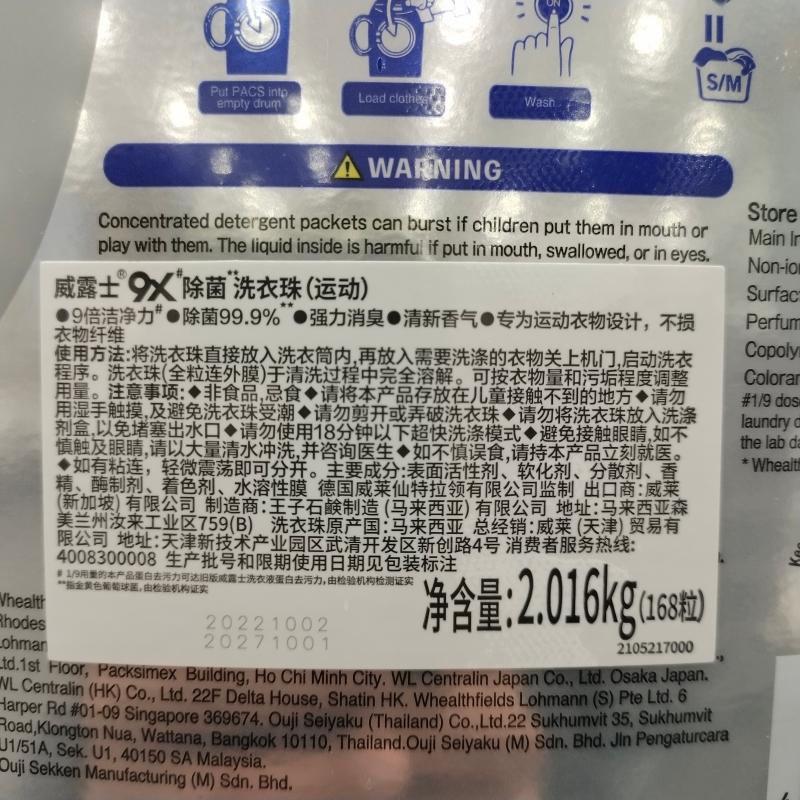 ON
Put PACS into
empty drum
Load clothes
Wash
S/M
WARNING
Concentrated detergent packets can burst if children put them in mouth or
play with them. The liquid inside is harmful if put in mouth, swallowed, or in eyes.
Store
Main In
Non-ion
Surfac
Perfum
Copoly
Colorar
#1/9 dos
laundry d
the lab da
* Wheal
威露士®9X#除菌**洗衣珠(运动)
●9倍洁净力#●除菌99.9%**●强力消臭●清新香气●专为运动衣物设计，不损
衣物纤维
使用方法:将洗衣珠直接放入洗衣筒内,再放入需要洗涤的衣物关上机门,启动洗衣
程序。洗衣珠(全粒连外膜)于清洗过程中完全溶解。可按衣物量和污垢程度调整
用量。注意事项:◆非食品,忌食◆请将本产品存放在儿童接触不到的地方◆请勿
用湿手触摸,及避免洗衣珠受潮◆请勿剪开或弄破洗衣珠◆请勿将洗衣珠放入洗涤
剂盒,以免堵塞出水口◆请勿使用18分钟以下超快洗涤模式◆避免接触眼睛,如不
慎触及眼睛,请以大量清水冲洗,并咨询医生◆如不慎误食,请持本产品立刻就医。
◆如有粘连，轻微震荡即可分开。主要成分:表面活性剂、软化剂、分散剂、香
精、酶制剂、着色剂、水溶性膜 德国威莱仙特拉领有限公司监制 出口商:威莱
(新加坡) 有限公司 制造商:王子石鹼制造 (马来西亚) 有限公司 地址:马来西亚森
美兰州汝来工业区759(B) 洗衣珠原产国:马来西亚 总经销:威莱 (天津) 贸易有
限公司 地址:天津新技术产业园区武清开发区新创路4号 消费者服务热线:
4008300008 生产批号和限期使用日期见包装标注
# 1/9用量的本产品蛋白去污力可达旧版威露士洗衣液蛋白去污力,由检验机构检测证实
**指金黄色葡萄球菌,由检验机构证实
净含量:2.016kg(168粒)
20221002
20271001
2105217000
Whealth
Rhodes
Lohman
Ltd.1st Floor, Packsimex Building, Ho Chi Minh City. WL Centralin Japan Co., Ltd. Osaka Japan.
WL Centralin (HK) Co., Ltd. 22F Delta House, Shatin HK. Whealthfields Lohmann (S) Pte Ltd. 6
Harper Rd #01-09 Singapore 369674. Ouji Seiyaku (Thailand) Co.,Ltd.22 Sukhumvit 35, Sukhumvit
Road,Klongton Nua, Wattana, Bangkok 10110, Thailand.Ouji Seiyaku (M) Sdn. Bhd. Jln Pengaturcara
U1/51A, Sek. U1, 40150 SA Malaysia.
Ouji Sekken Manufacturing (M) Sdn. Bhd.